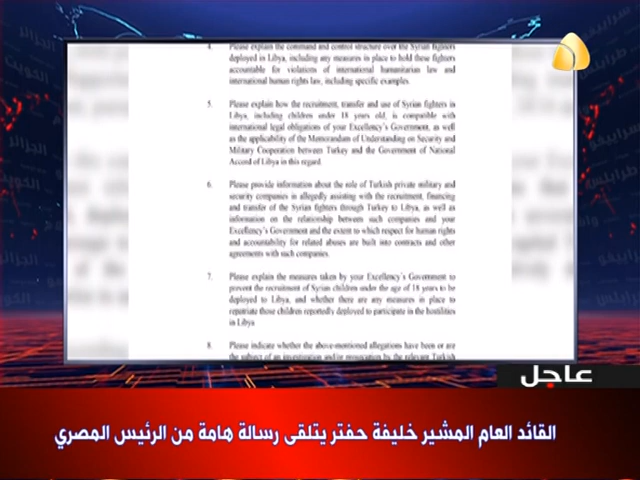 4. Please explain the command and control structure over the Syrian fighters
deployed in Libya, including any measures in place to hold these fighters
accountable for violations of international humanitarian law and
international human rights law, including specific examples.
5. Please explain how the recruitment, transfer and use of Syrian fighters in
Libya, including children under 18 years old, is compatible with
international legal obligations of your Excellency's Government, as well
as the applicability of the Memorandum of Understanding on Security and
Military Cooperation between Turkey and the Government of National
Accord of Libya in this regard.
6. Please provide information about the role of Turkish private military and
security companies in allegedly assisting with the recruitment, financing
and transfer of the Syrian fighters through Turkey to Libya, as well as
information on the relationship between such companies and your
Excellency's Government and the extent to which respect for human rights
and accountability for related abuses are built into contracts and other
agreements with such companies.
7. Please explain the measures taken by your Excellency's Government to
prevent the recruitment of Syrian children under the age of 18 years to be
deployed to Libya, and whether there are any measures in place to
repatriate those children reportedly deployed to participate in the hostilities
in Libya
8. Please indicate whether the above-mentioned allegations have been or are
the subject of an investigation and/or prosecution by the relevant Turkish
عاجل
القائد العام المشير خليفة حفتر يتلقى رسالة هامة من الرئيس المصري